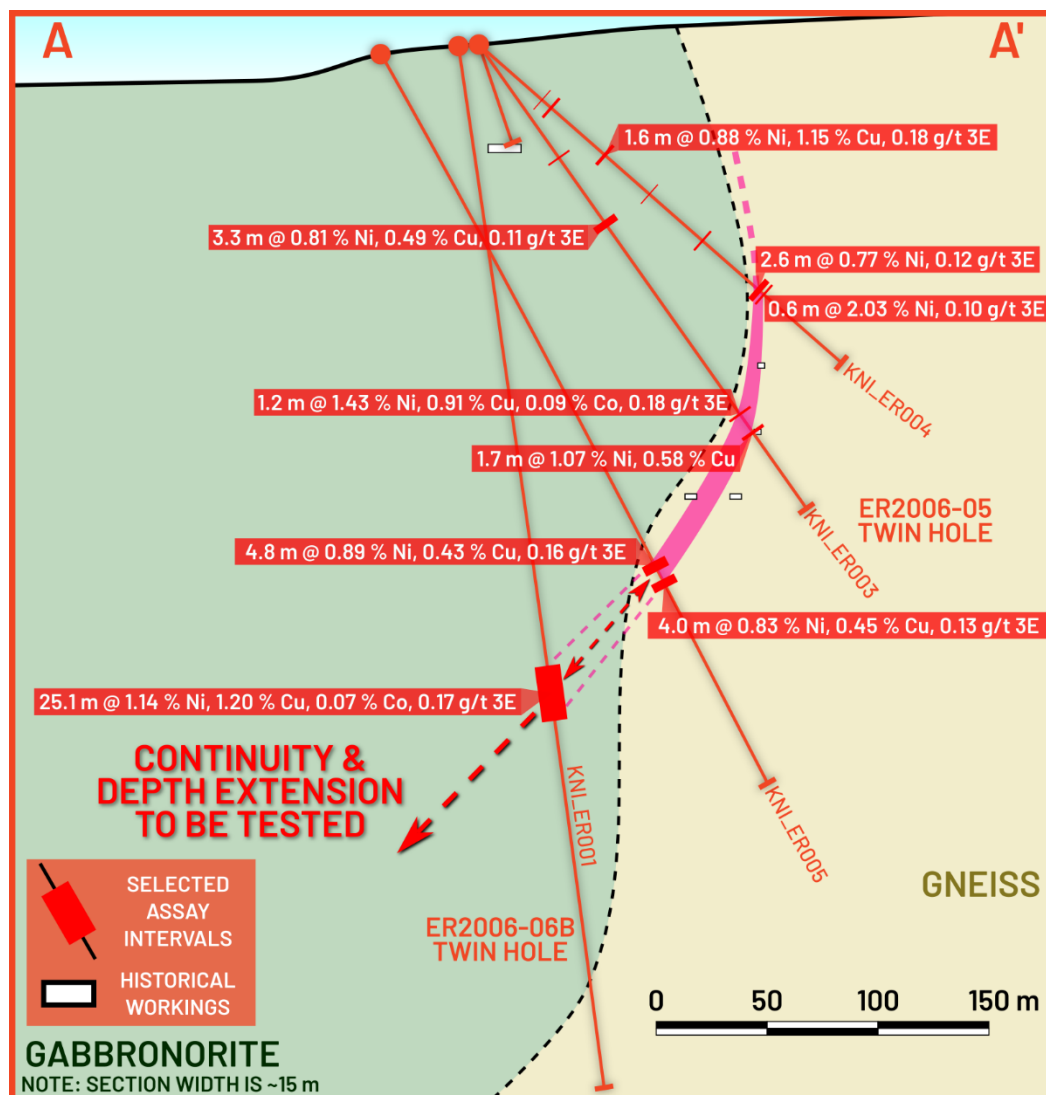 A
A'
1.6 m @ 0.88 % Ni, 1.15 % Cu, 0.18 g/t 3E
3.3 m @ 0.81 % Ni, 0.49 % Cu, 0.11 g/t 3E
2.6 m @ 0.77 % Ni, 0.12 g/t 3E
0.6 m @ 2.03 % Ni, 0.10 g/t 3E
KNI_ER004
1.2 m @ 1.43 % Ni, 0.91 % Cu, 0.09 % Co, 0.18 g/t 3E
1.7 m @ 1.07 % Ni, 0.58 % Cu
ER2006-05
TWIN HOLE
KNI_ER003
4.8 m @ 0.89 % Ni, 0.43 % Cu, 0.16 g/t 3E
4.0 m @ 0.83 % Ni, 0.45 % Cu, 0.13 g/t 3E
25.1 m @ 1.14 % Ni, 1.20 % Cu, 0.07 % Co, 0.17 g/t 3E
CONTINUITY &
DEPTH EXTENSION
TO BE TESTED
KNI_ER001
KNI_ER005
GNEISS
SELECTED
ASSAY
INTERVALS
HISTORICAL
WORKINGS
ER2006-06B
TWIN HOLE
0 50 100 150 m
GABBRONORITE
NOTE: SECTION WIDTH IS ~15 m